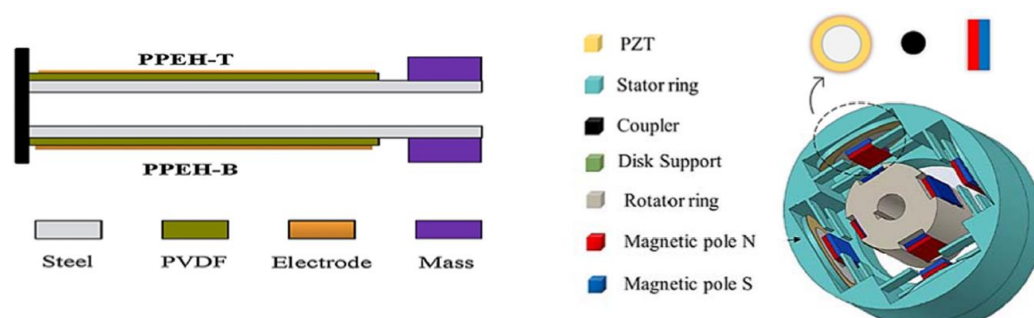 PPEH-T
PPEH-B
Steel
PVDF
Electrode
Mass
PZT
Stator ring
Coupler
Disk Support
Rotator ring
Magnetic pole N
Magnetic pole S